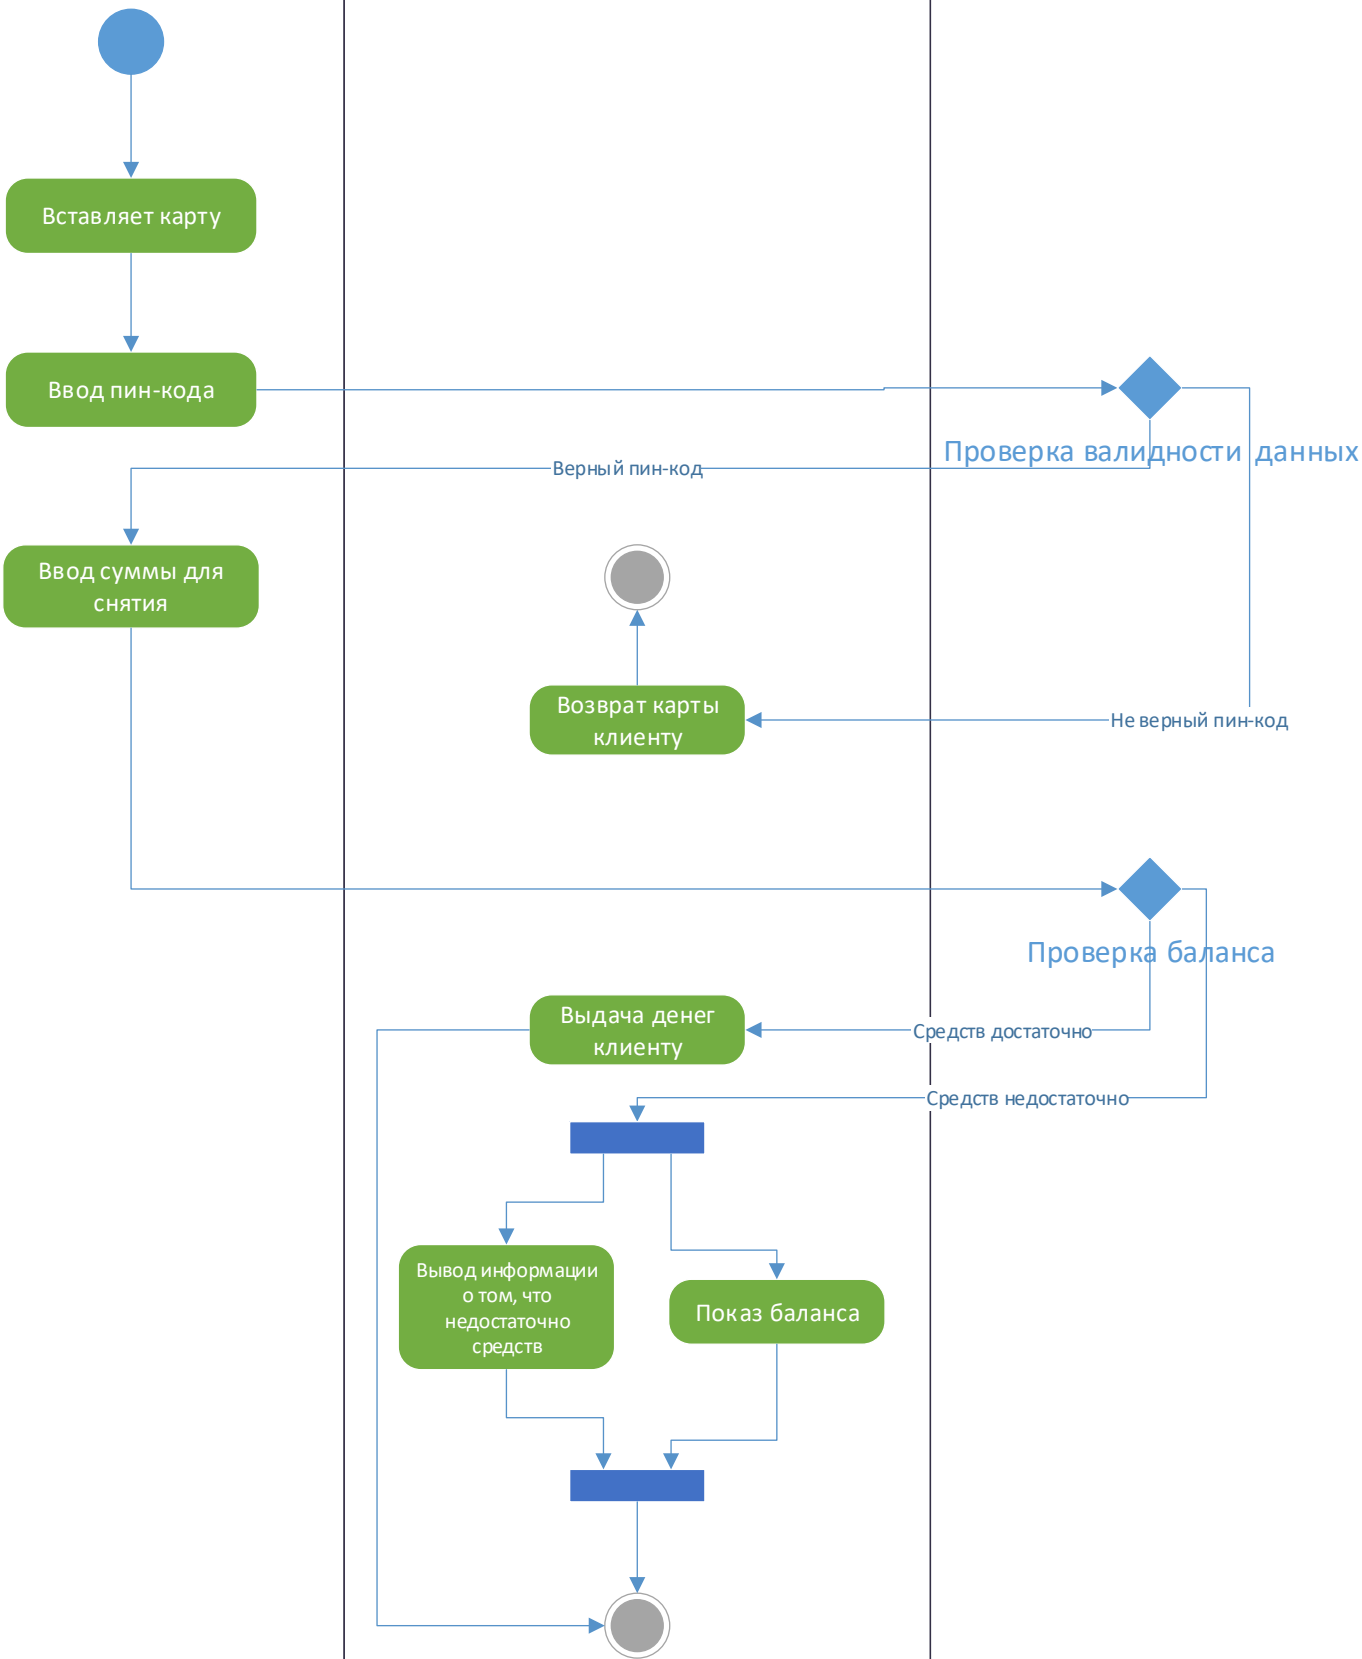 Вставляет карту
Ввод пин-кода
Проверка валидности данных
Верный пин-код
Ввод суммы для
снятия
Возврат карты
клиенту
Не верный пин-код
Проверка баланса
Выдача денег
клиенту
Средств достаточно
Средств недостаточно
Вывод информации
о том, что
недостаточно
средств
Показ баланса